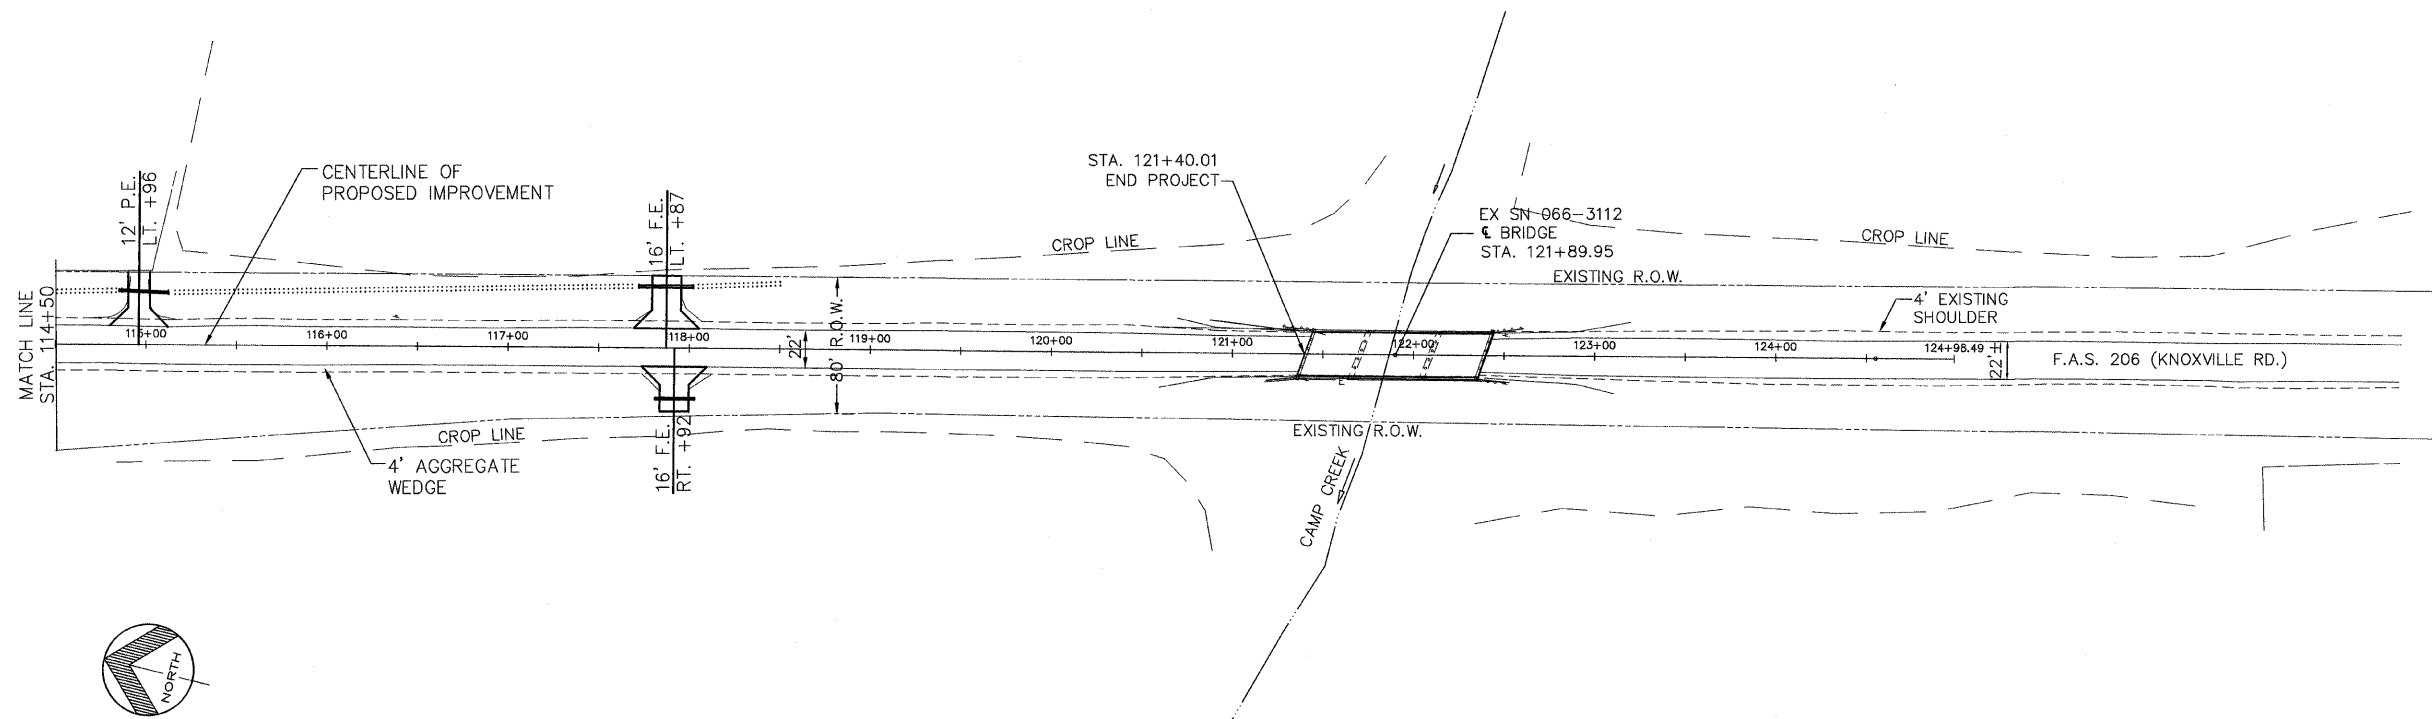 STA. 121+40.01
END PROJECT
12' P.E.
LT. +96
CENTERLINE OF
PROPOSED IMPROVEMENT
16' F.E.
LT. +87
CROP LINE
EX SN 066-3112
℄ BRIDGE
STA. 121+89.95
CROP LINE
EXISTING R.O.W.
MATCH LINE
STA. 114+50
4' EXISTING
SHOULDER
115+00
116+00
117+00
118+00
22'
80' R.O.W.
119+00
120+00
121+00
122+00
123+00
124+00
124+98.49
22'
F.A.S. 206 (KNOXVILLE RD.)
E
CROP LINE
4' AGGREGATE
WEDGE
16' F.E.
RT. +92
EXISTING R.O.W.
CAMP CREEK
NORTH